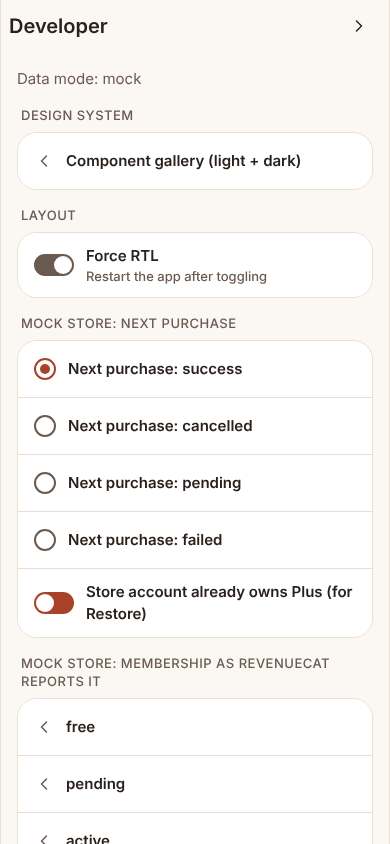 Developer
Data mode: mock
DESIGN SYSTEM
Component gallery (light + dark)
LAYOUT
Force RTL
Restart the app after toggling
MOCK STORE: NEXT PURCHASE
Next purchase: success
Next purchase: cancelled
Next purchase: pending
Next purchase: failed
Store account already owns Plus (for
Restore)
MOCK STORE: MEMBERSHIP AS REVENUECAT
REPORTS IT
free
pending
active